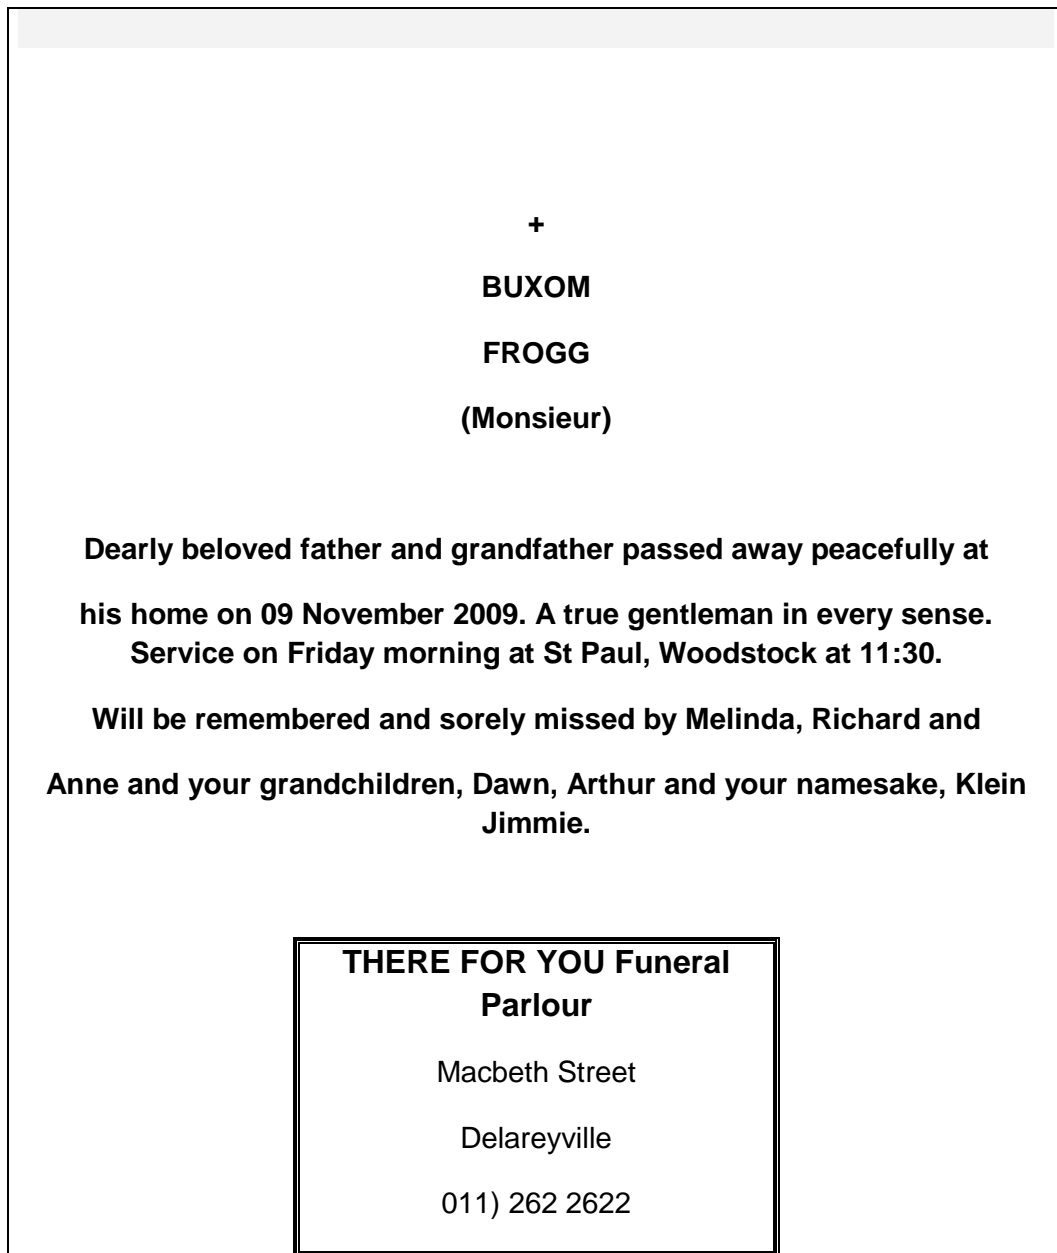 +
BUXOM
FROGG
(Monsieur)
Dearly beloved father and grandfather passed away peacefully at
his home on 09 November 2009. A true gentleman in every sense.
Service on Friday morning at St Paul, Woodstock at 11:30.
Will be remembered and sorely missed by Melinda, Richard and
Anne and your grandchildren, Dawn, Arthur and your namesake, Klein
Jimmie.
THERE FOR YOU Funeral
Parlour
Macbeth Street
Delareyville
011) 262 2622